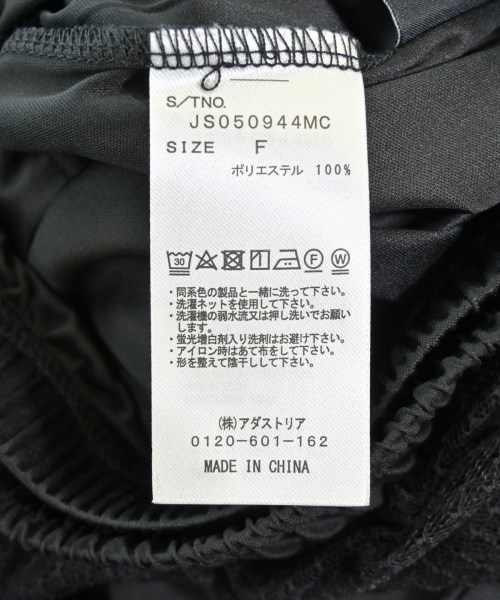 S/TNO.
JS050944MC
SIZE F
ポリエステル 100%
30 F W
・同系色の製品と一緒に洗って下さい。
・洗濯ネットを使用して下さい。
・洗濯機の弱水流又は押し洗いでお願い
します。
・蛍光増白剤入り洗剤はお避け下さい。
・アイロン時はあて布をして下さい。
・形を整えて陰干しして下さい。
(株)アダストリア
0120-601-162
MADE IN CHINA